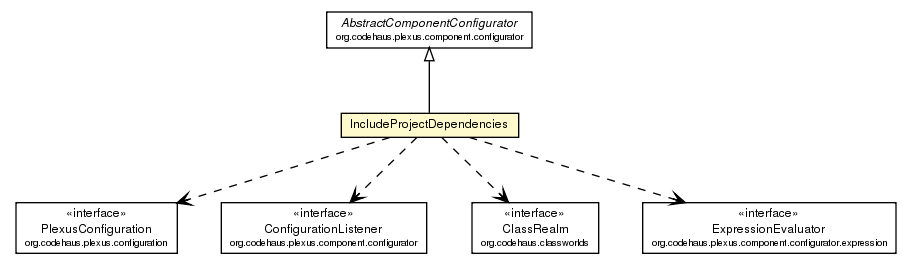 AbstractComponentConfigurator
org.codehaus.plexus.component.configurator
IncludeProjectDependencies
«interface»
PlexusConfiguration
org.codehaus.plexus.configuration
«interface»
ConfigurationListener
org.codehaus.plexus.component.configurator
«interface»
ClassRealm
org.codehaus.classworlds
«interface»
ExpressionEvaluator
org.codehaus.plexus.component.configurator.expression